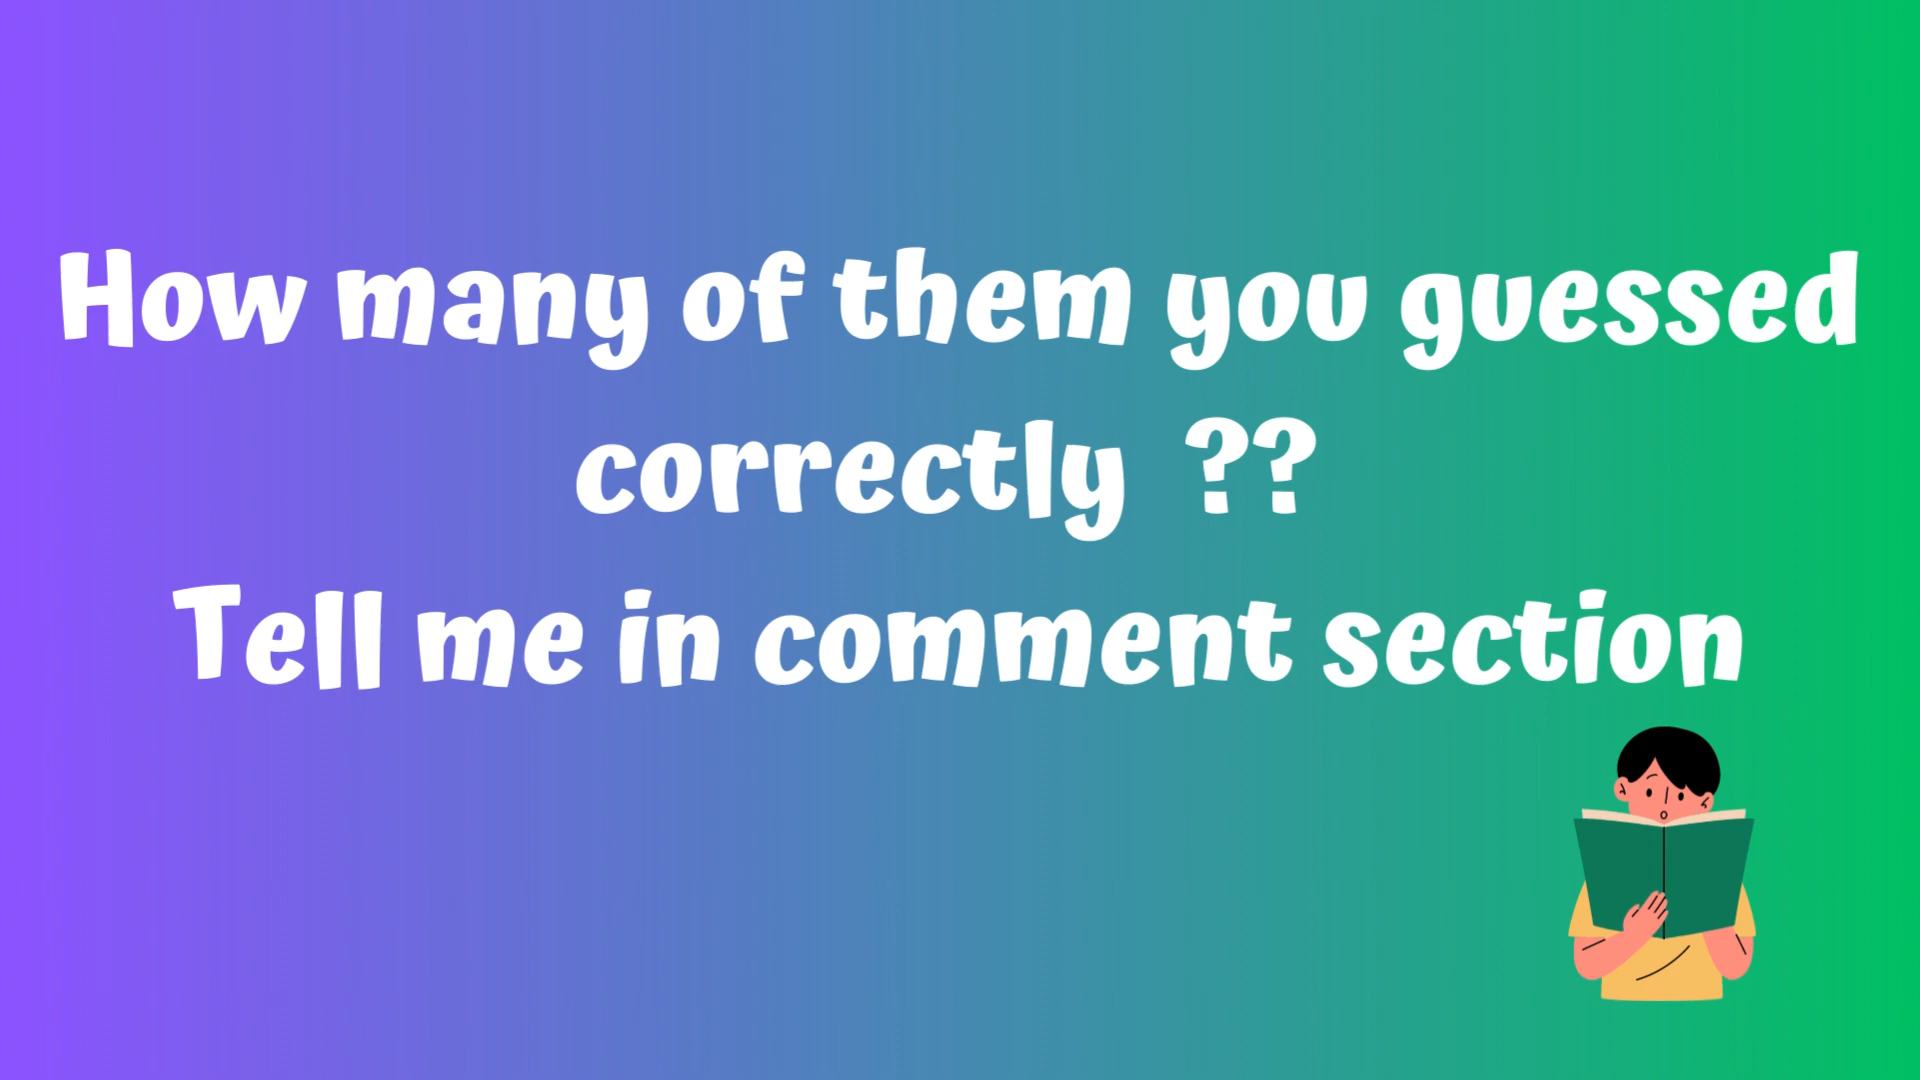 How many of them you guessed
correctly ??
Tell me in comment section